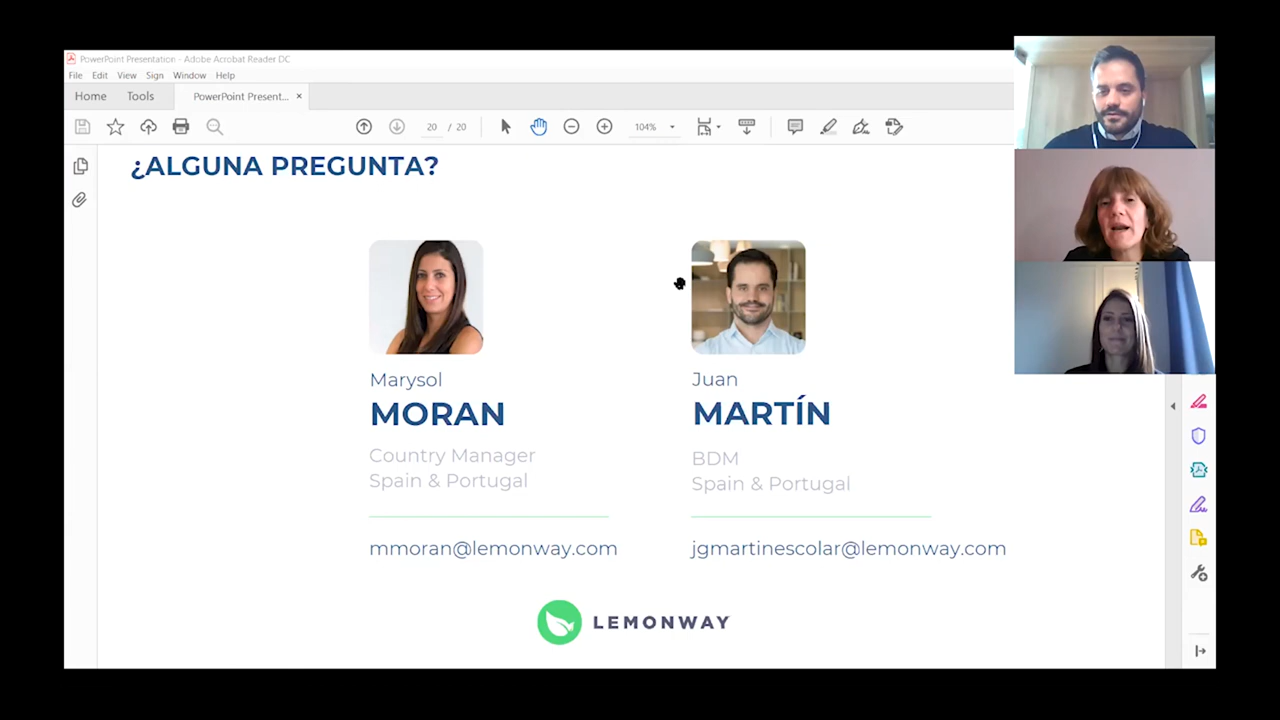 PowerPoint Presentation - Adobe Acrobat Reader DC
File Edit View Sign Window Help
Home Tools PowerPoint Present... ×
20 / 20 104%
¿ALGUNA PREGUNTA?
Marysol
MORAN
Country Manager
Spain & Portugal
mmoran@lemonway.com
Juan
MARTÍN
BDM
Spain & Portugal
jgmartinescolar@lemonway.com
LEMONWAY